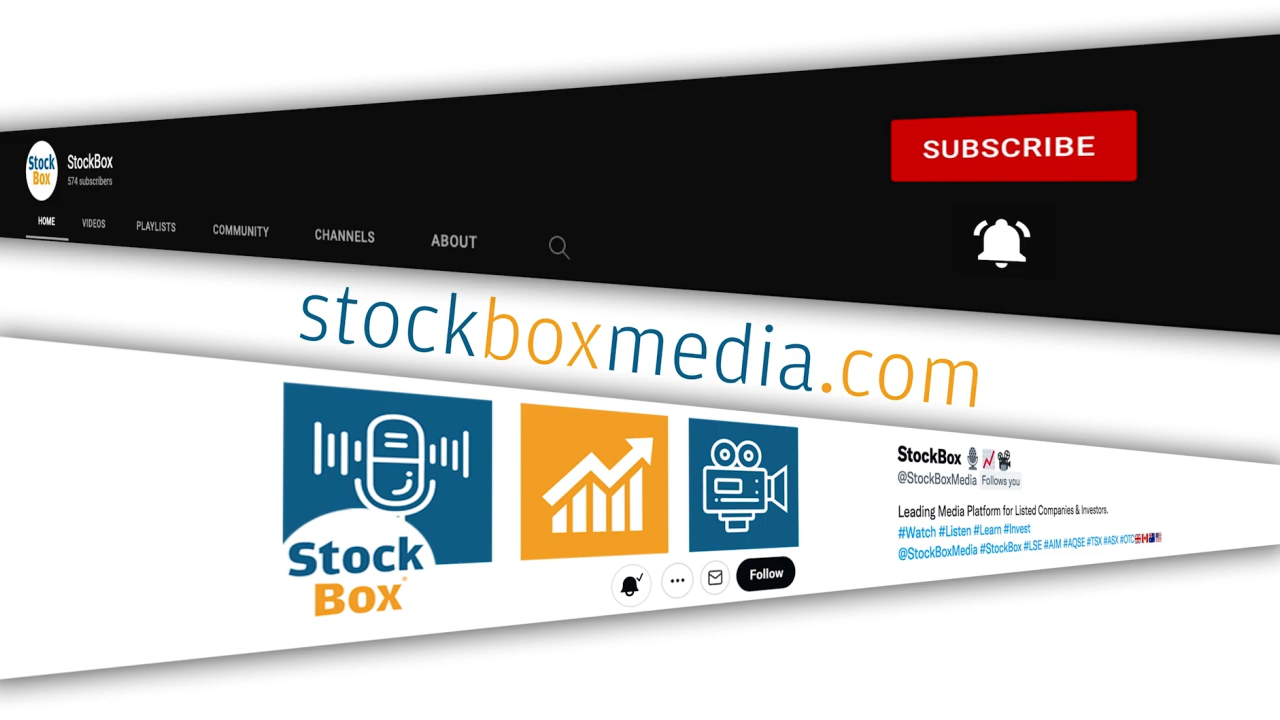 Stock
Box
StockBox
574 subscribers
SUBSCRIBE
HOME VIDEOS PLAYLISTS COMMUNITY CHANNELS ABOUT
stockboxmedia.com
Stock
Box
Follow
StockBox
@StockBoxMedia Follows you
Leading Media Platform for Listed Companies & Investors.
#Watch #Listen #Learn #Invest
@StockBoxMedia #StockBox #LSE #AIM #AQSE #TSX #ASX #OTC